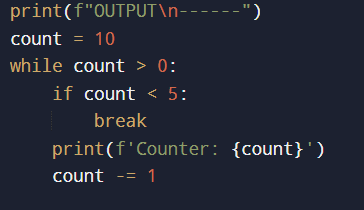 print(f"OUTPUT\n------")
count = 10
while count > 0:
    if count < 5:
        break
    print(f'Counter: {count}')
    count -= 1